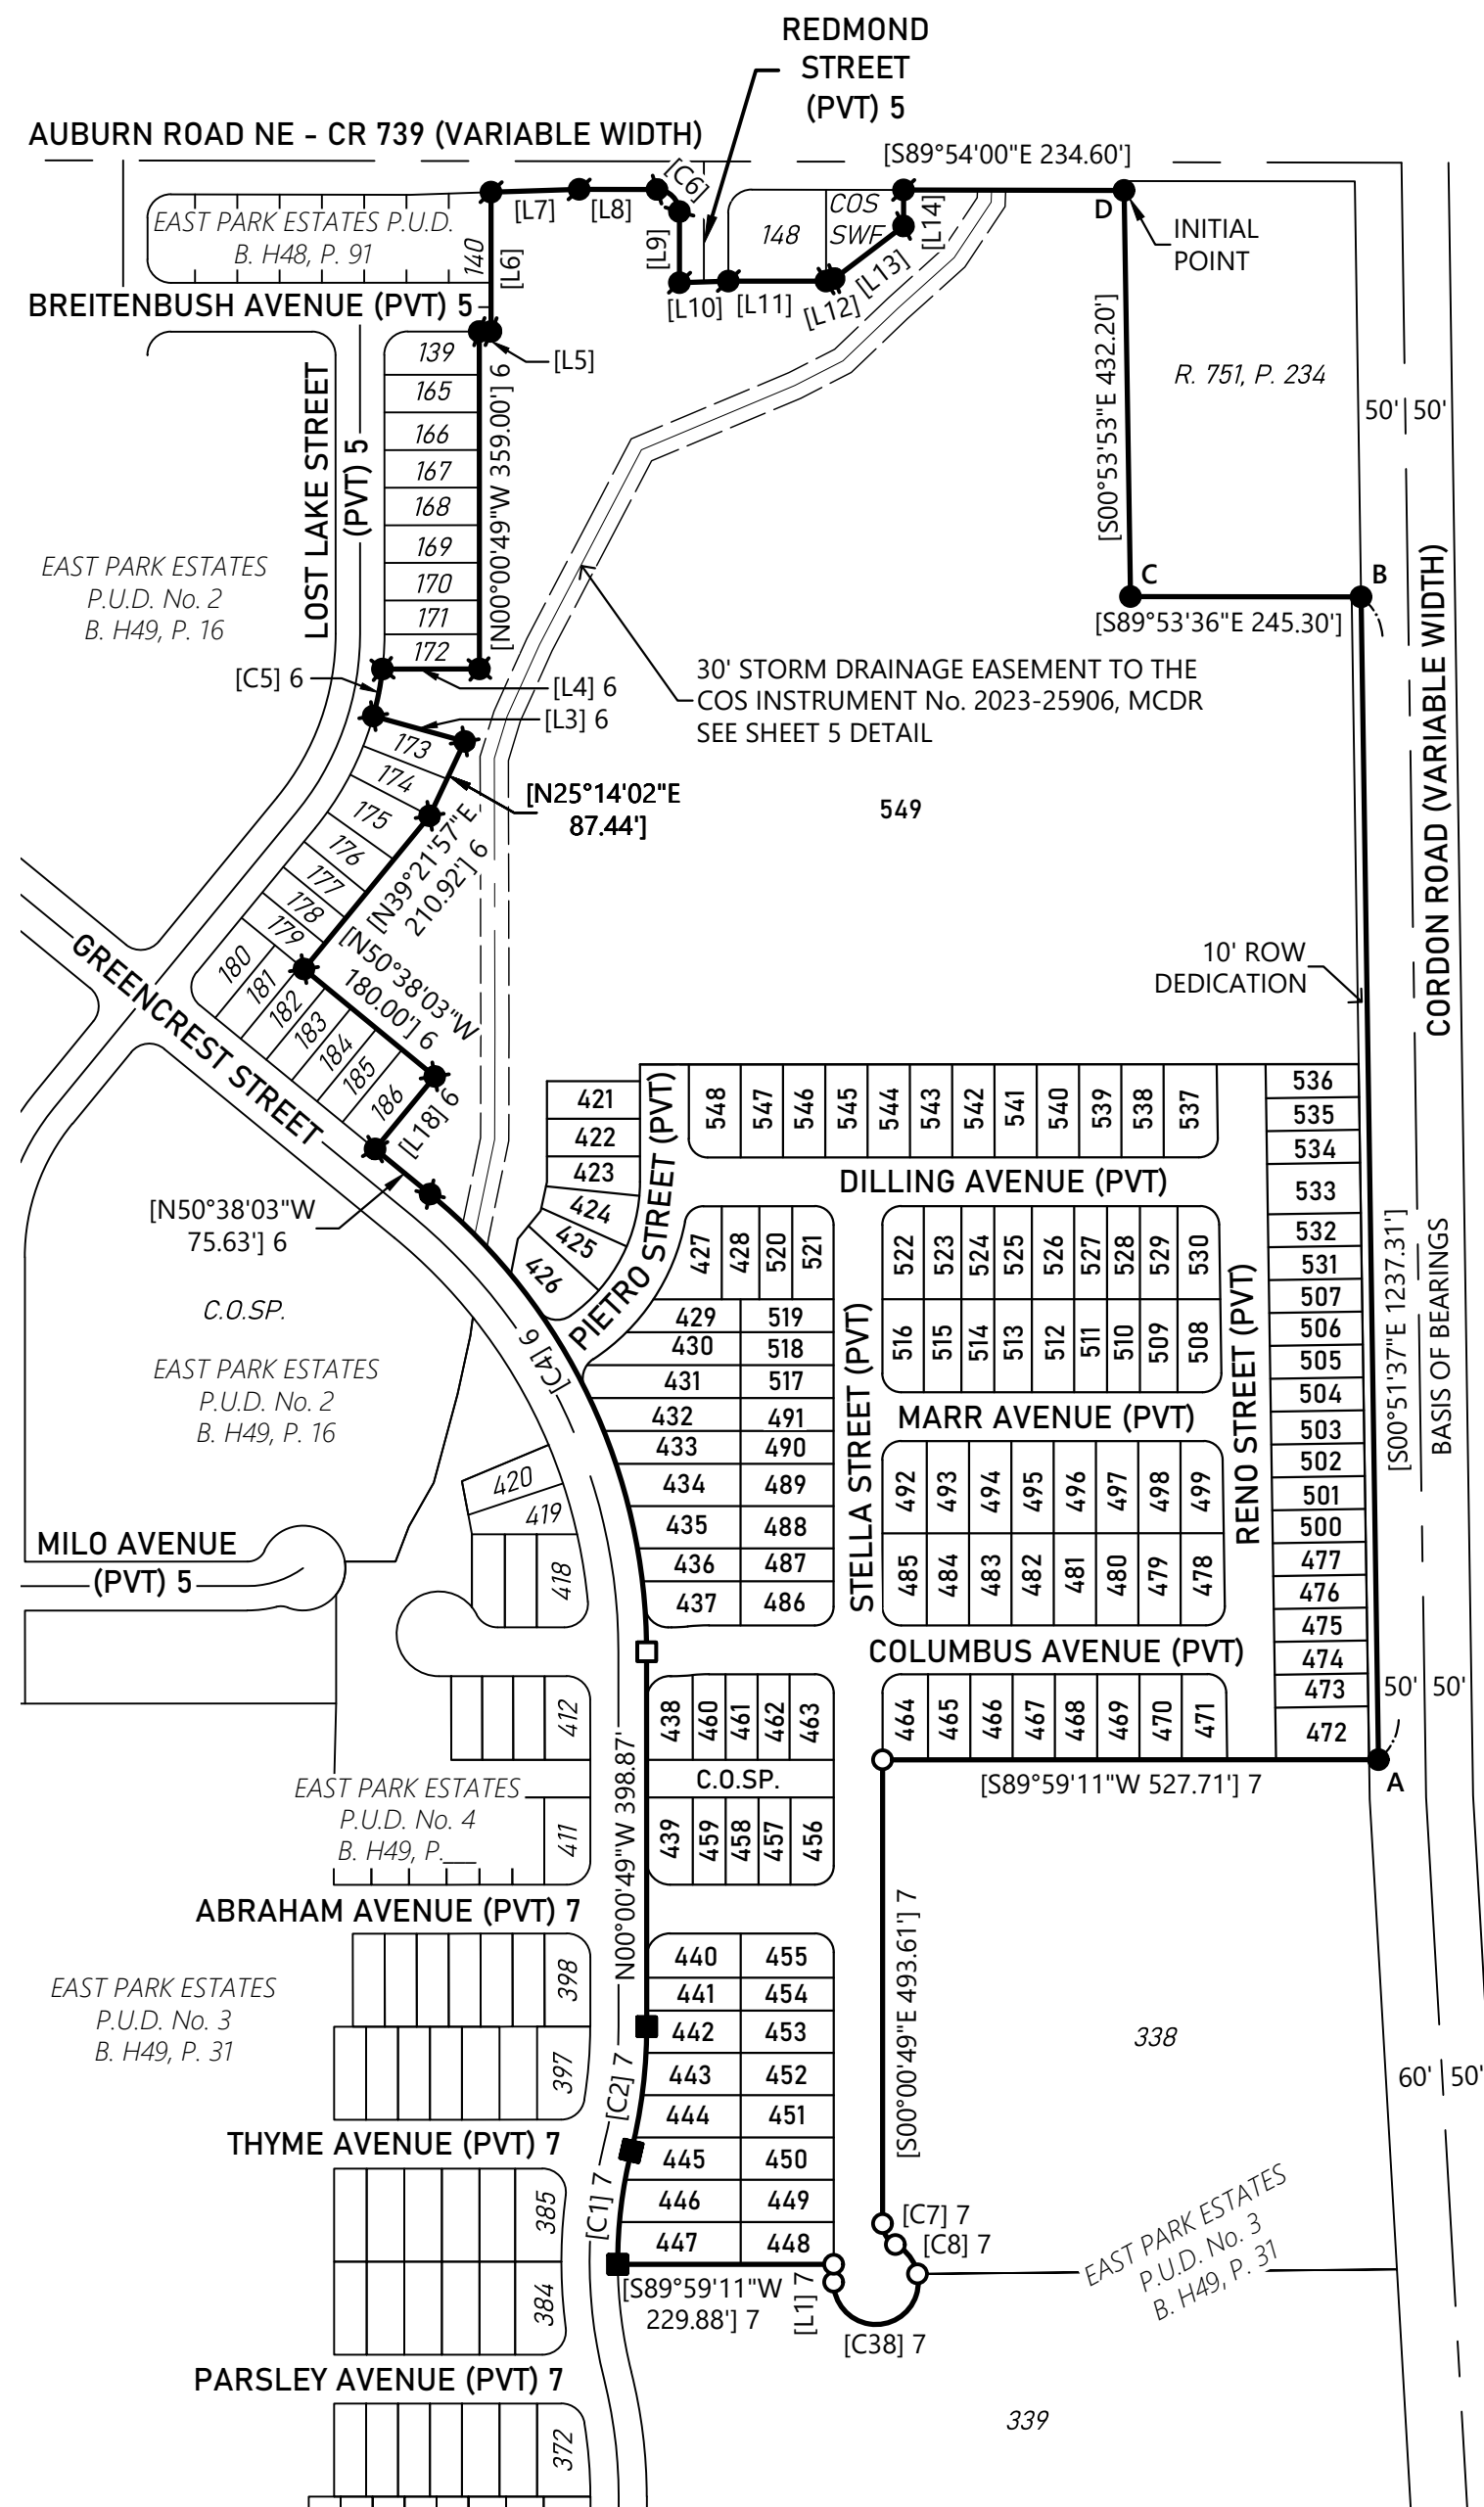 REDMOND
STREET
(PVT) 5
AUBURN ROAD NE - CR 739 (VARIABLE WIDTH)
[S89°54'00"E 234.60']
[C6]
[L7]
[L8]
[L9]
[L10]
[L11]
[L12]
[L13]
[L14]
148
COS
SWF
D
INITIAL
POINT
EAST PARK ESTATES P.U.D.
B. H48, P. 91
140
[L6]
BREITENBUSH AVENUE (PVT) 5
[L5]
139
165
166
167
168
169
170
171
172
[N00°00'49"W 359.00'] 6
LOST LAKE STREET
(PVT) 5
[S00°53'53"E 432.20']
R. 751, P. 234
50'
50'
C
B
[S89°53'36"E 245.30']
CORDON ROAD (VARIABLE WIDTH)
EAST PARK ESTATES
P.U.D. No. 2
B. H49, P. 16
[C5] 6
[L4] 6
[L3] 6
30' STORM DRAINAGE EASEMENT TO THE
COS INSTRUMENT No. 2023-25906, MCDR
SEE SHEET 5 DETAIL
173
174
175
176
177
178
179
[N25°14'02"E
87.44']
549
[N39°21'57"E
210.92'] 6
[N50°38'03"W
180.00'] 6
180
181
182
183
184
185
186
[L18] 6
GREENCREST STREET
10' ROW
DEDICATION
[N50°38'03"W
75.63'] 6
C.O.SP.
EAST PARK ESTATES
P.U.D. No. 2
B. H49, P. 16
[C4] 6
421
422
423
424
425
426
PIETRO STREET (PVT)
548
547
546
545
544
543
542
541
540
539
538
537
DILLING AVENUE (PVT)
536
535
534
533
532
531
507
506
505
504
503
502
501
500
477
476
475
474
473
472
[S00°51'37"E 1237.31']
BASIS OF BEARINGS
427
428
520
521
522
523
524
525
526
527
528
529
530
429
519
430
518
431
517
432
491
433
490
434
489
435
488
436
487
437
486
516
515
514
513
512
511
510
509
508
STELLA STREET (PVT)
MARR AVENUE (PVT)
RENO STREET (PVT)
492
493
494
495
496
497
498
499
485
484
483
482
481
480
479
478
COLUMBUS AVENUE (PVT)
420
419
418
MILO AVENUE
(PVT) 5
412
438
460
461
462
463
464
465
466
467
468
469
470
471
50'
50'
A
[S89°59'11"W 527.71'] 7
C.O.SP.
EAST PARK ESTATES
P.U.D. No. 4
B. H49, P.___
411
439
459
458
457
456
N00°00'49"W 398.87'
ABRAHAM AVENUE (PVT) 7
[S00°00'49"E 493.61'] 7
EAST PARK ESTATES
P.U.D. No. 3
B. H49, P. 31
398
397
440
455
441
454
442
453
443
452
444
451
445
450
446
449
447
448
[C2] 7
[C1] 7
338
60'
50'
THYME AVENUE (PVT) 7
385
384
[S89°59'11"W
229.88'] 7
[L1] 7
[C7] 7
[C8] 7
[C38] 7
EAST PARK ESTATES
P.U.D. No. 3
B. H49, P. 31
PARSLEY AVENUE (PVT) 7
372
339